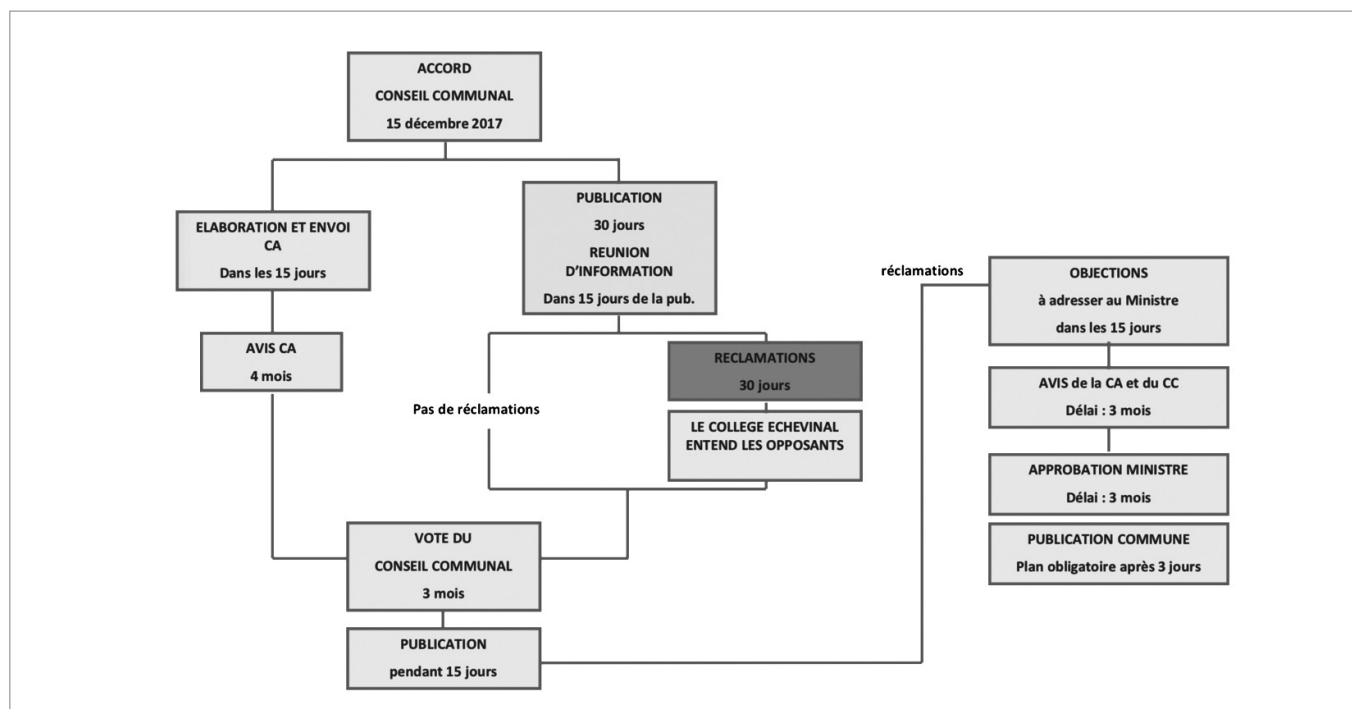 ACCORD
CONSEIL COMMUNAL
15 décembre 2017
ELABORATION ET ENVOI
CA
Dans les 15 jours
PUBLICATION
30 jours
REUNION
D'INFORMATION
Dans 15 jours de la pub.
AVIS CA
4 mois
Pas de réclamations
RECLAMATIONS
30 jours
LE COLLEGE ECHEVINAL
ENTEND LES OPPOSANTS
VOTE DU
CONSEIL COMMUNAL
3 mois
PUBLICATION
pendant 15 jours
réclamations
OBJECTIONS
à adresser au Ministre
dans les 15 jours
AVIS de la CA et du CC
Délai : 3 mois
APPROBATION MINISTRE
Délai : 3 mois
PUBLICATION COMMUNE
Plan obligatoire après 3 jours